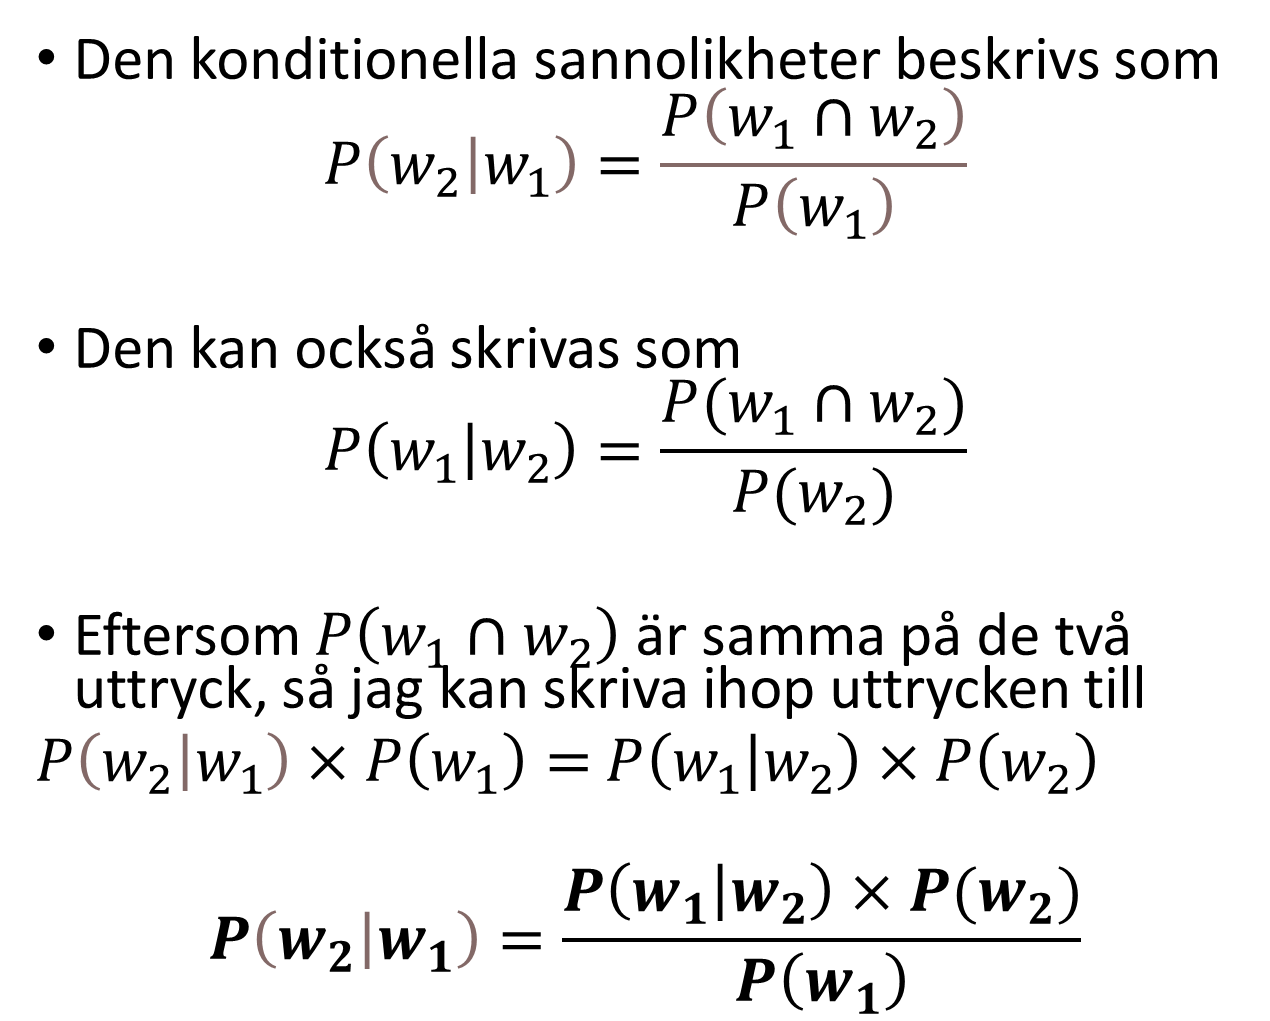 • Den konditionella sannolikheter beskrivs som
P(w₂|w₁) = P(w₁ ∩ w₂) / P(w₁)
• Den kan också skrivas som
P(w₁|w₂) = P(w₁ ∩ w₂) / P(w₂)
• Eftersom P(w₁ ∩ w₂) är samma på de två
uttryck, så jag kan skriva ihop uttrycken till
P(w₂|w₁) × P(w₁) = P(w₁|w₂) × P(w₂)
P(w₂|w₁) = P(w₁|w₂) × P(w₂) / P(w₁)